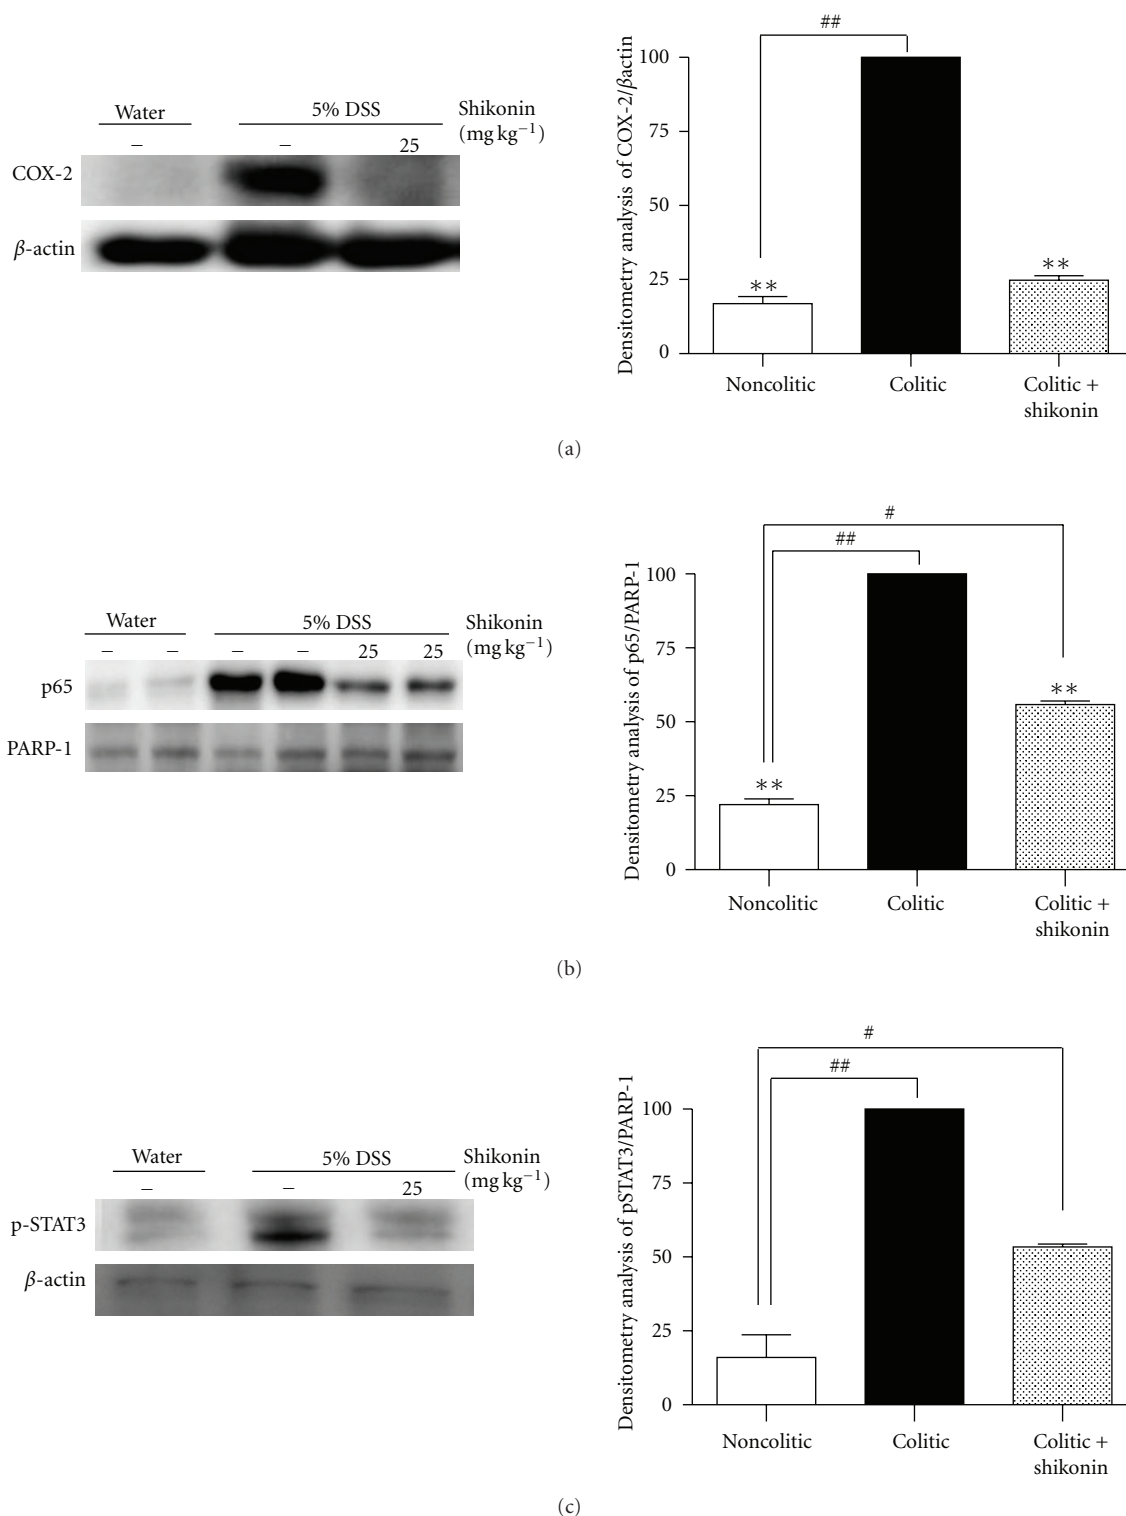 Water
5% DSS
Shikonin
(mg kg⁻¹)
–
–
25
COX-2
β-actin
Densitometry analysis of COX-2/βactin
100
75
50
25
0
##
**
**
Noncolitic
Colitic
Colitic +
shikonin
(a)
Water
5% DSS
Shikonin
(mg kg⁻¹)
–
–
–
–
25
25
p65
PARP-1
Densitometry analysis of p65/PARP-1
100
75
50
25
0
#
##
**
**
Noncolitic
Colitic
Colitic +
shikonin
(b)
Water
5% DSS
Shikonin
(mg kg⁻¹)
–
–
25
p-STAT3
β-actin
Densitometry analysis of pSTAT3/PARP-1
100
75
50
25
0
#
##
Noncolitic
Colitic
Colitic +
shikonin
(c)